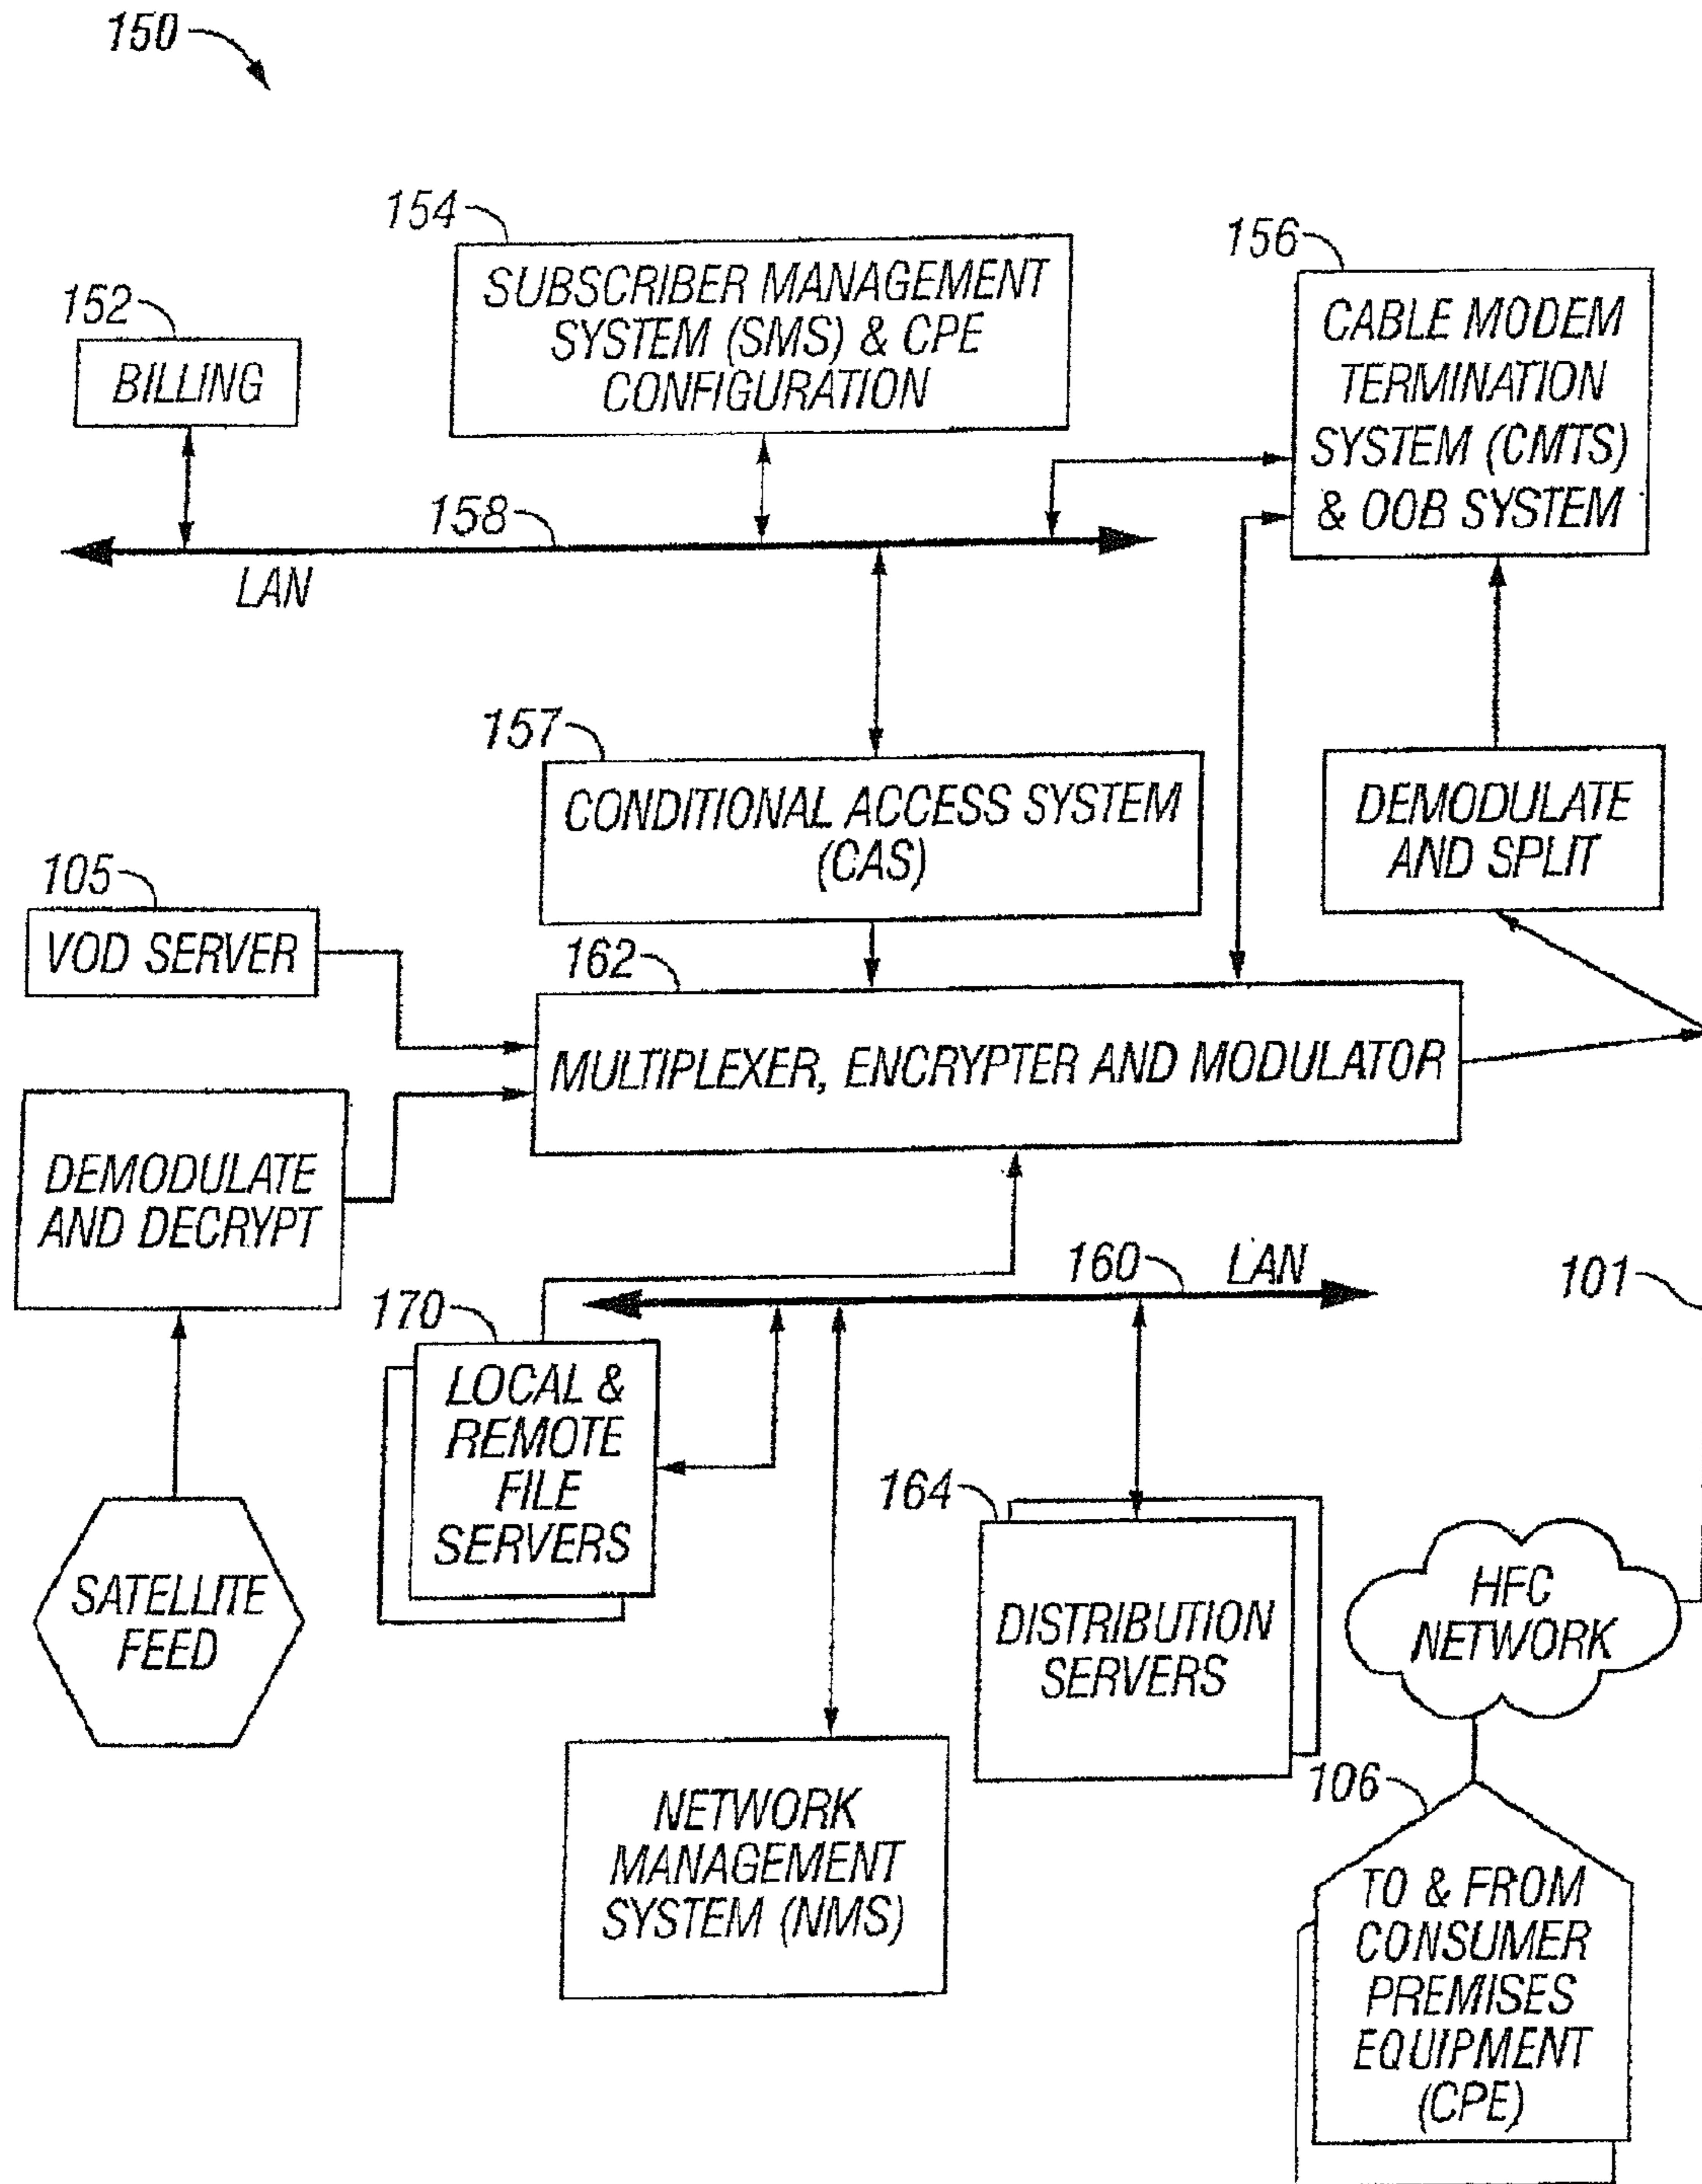 150
154
SUBSCRIBER MANAGEMENT
SYSTEM (SMS) & CPE
CONFIGURATION
156
CABLE MODEM
TERMINATION
SYSTEM (CMTS)
& OOB SYSTEM
152
BILLING
158
LAN
157
CONDITIONAL ACCESS SYSTEM
(CAS)
DEMODULATE
AND SPLIT
105
VOD SERVER
162
MULTIPLEXER, ENCRYPTER AND MODULATOR
DEMODULATE
AND DECRYPT
160
LAN
101
170
LOCAL &
REMOTE
FILE
SERVERS
164
DISTRIBUTION
SERVERS
HFC
NETWORK
SATELLITE
FEED
106
NETWORK
MANAGEMENT
SYSTEM (NMS)
TO & FROM
CONSUMER
PREMISES
EQUIPMENT
(CPE)